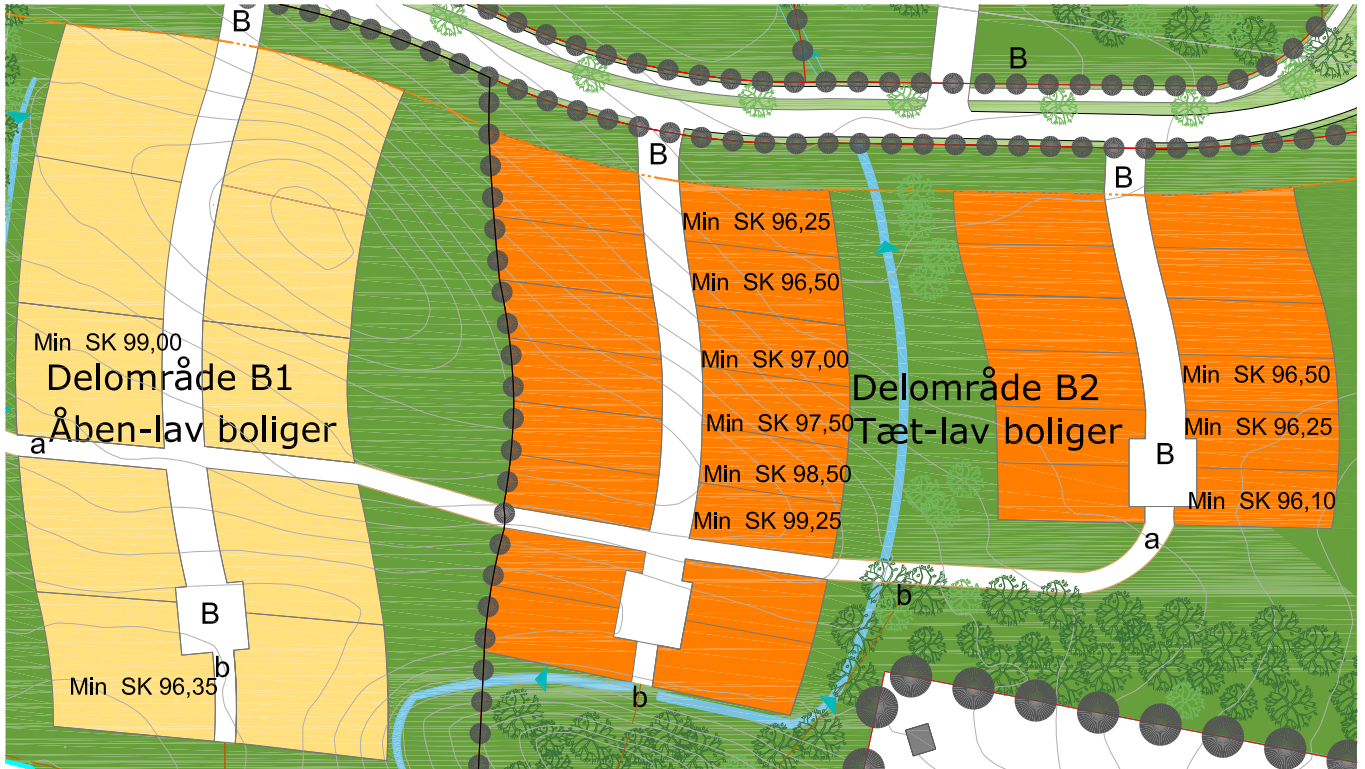 B
B
B
B
Min SK 96,25
Min SK 96,50
Min SK 99,00
Min SK 97,00
Delområde B1
Åben-lav boliger
Delområde B2
Tæt-lav boliger
Min SK 96,50
Min SK 97,50
Min SK 96,25
a
B
Min SK 98,50
Min SK 96,10
Min SK 99,25
a
b
B
b
Min SK 96,35
b